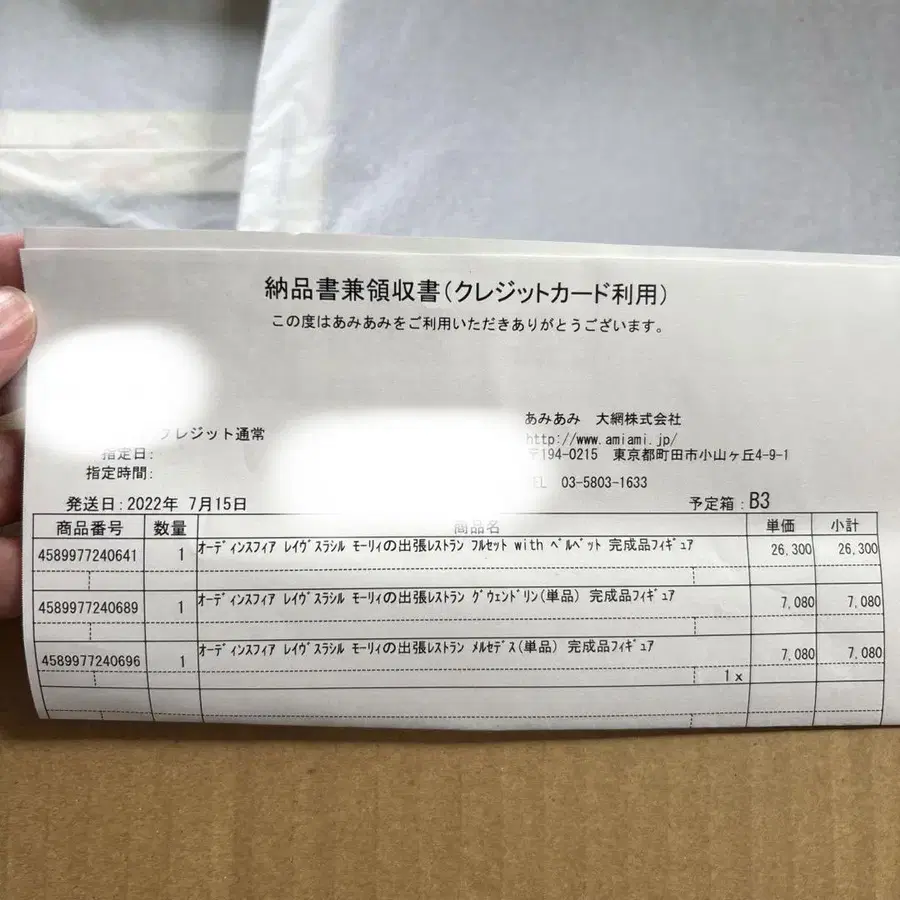 納品書兼領収書(クレジットカード利用)
この度はあみあみをご利用いただきありがとうございます。
クレジット通常
指定日:
指定時間:
発送日:2022年 7月15日
あみあみ 大網株式会社
http://www.amiami.jp/
〒194-0215 東京都町田市小山ヶ丘4-9-1
TEL 03-5803-1633
予定箱:B3
商品番号 数量 商品名 単価 小計
4589977240641 1 ｵｰﾃﾞｨﾝｽﾌｨｱ ﾚｲｳﾞｽﾗｼﾙ ﾓｰﾘｨの出張ﾚｽﾄﾗﾝ ﾌﾙｾｯﾄ with ﾍﾞﾙﾍﾞｯﾄ 完成品ﾌｨｷﾞｭｱ 26,300 26,300
4589977240689 1 ｵｰﾃﾞｨﾝｽﾌｨｱ ﾚｲｳﾞｽﾗｼﾙ ﾓｰﾘｨの出張ﾚｽﾄﾗﾝ ｸﾞｳｪﾝﾄﾞﾘﾝ(単品) 完成品ﾌｨｷﾞｭｱ 7,080 7,080
4589977240696 1 ｵｰﾃﾞｨﾝｽﾌｨｱ ﾚｲｳﾞｽﾗｼﾙ ﾓｰﾘｨの出張ﾚｽﾄﾗﾝ ﾒﾙｾﾃﾞｽ(単品) 完成品ﾌｨｷﾞｭｱ 7,080 7,080
1 x